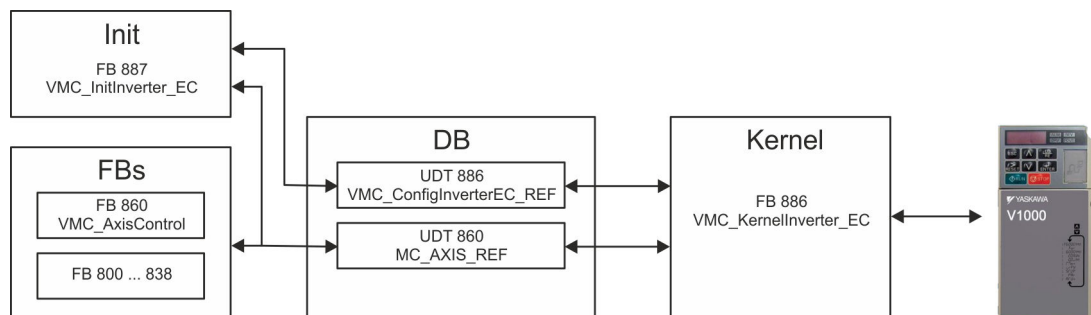 Init
FB 887
VMC_InitInverter_EC
FBs
FB 860
VMC_AxisControl
FB 800 ... 838
DB
UDT 886
VMC_ConfigInverterEC_REF
UDT 860
MC_AXIS_REF
Kernel
FB 886
VMC_KernelInverter_EC
YASKAWA
V1000